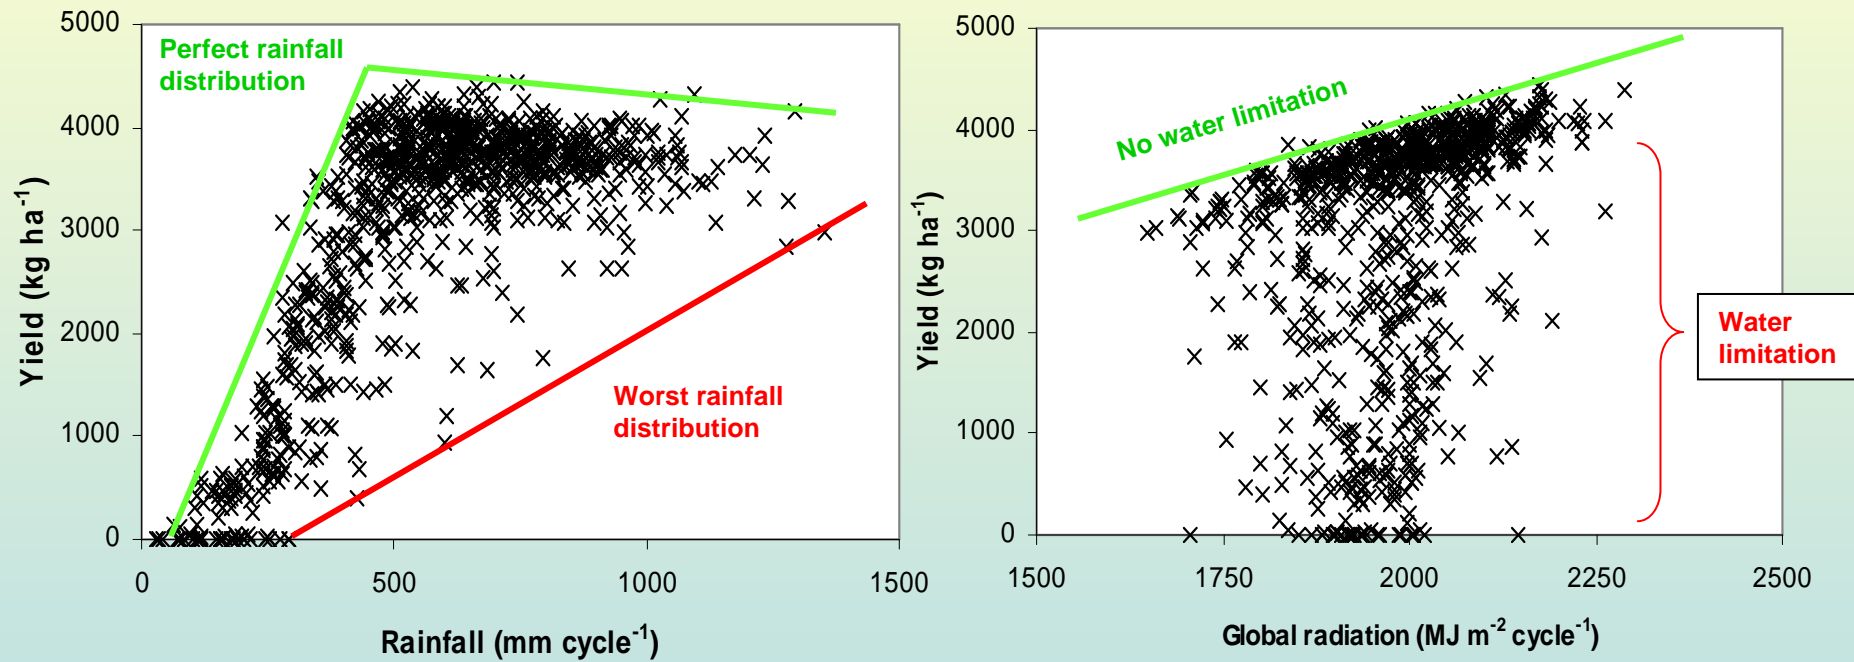 5000
4000
3000
2000
1000
0
Yield (kg ha⁻¹)
Perfect rainfall
distribution
Worst rainfall
distribution
0 500 1000 1500
Rainfall (mm cycle⁻¹)
5000
4000
3000
2000
1000
0
Yield (kg ha⁻¹)
No water limitation
Water
limitation
1500 1750 2000 2250 2500
Global radiation (MJ m⁻² cycle⁻¹)